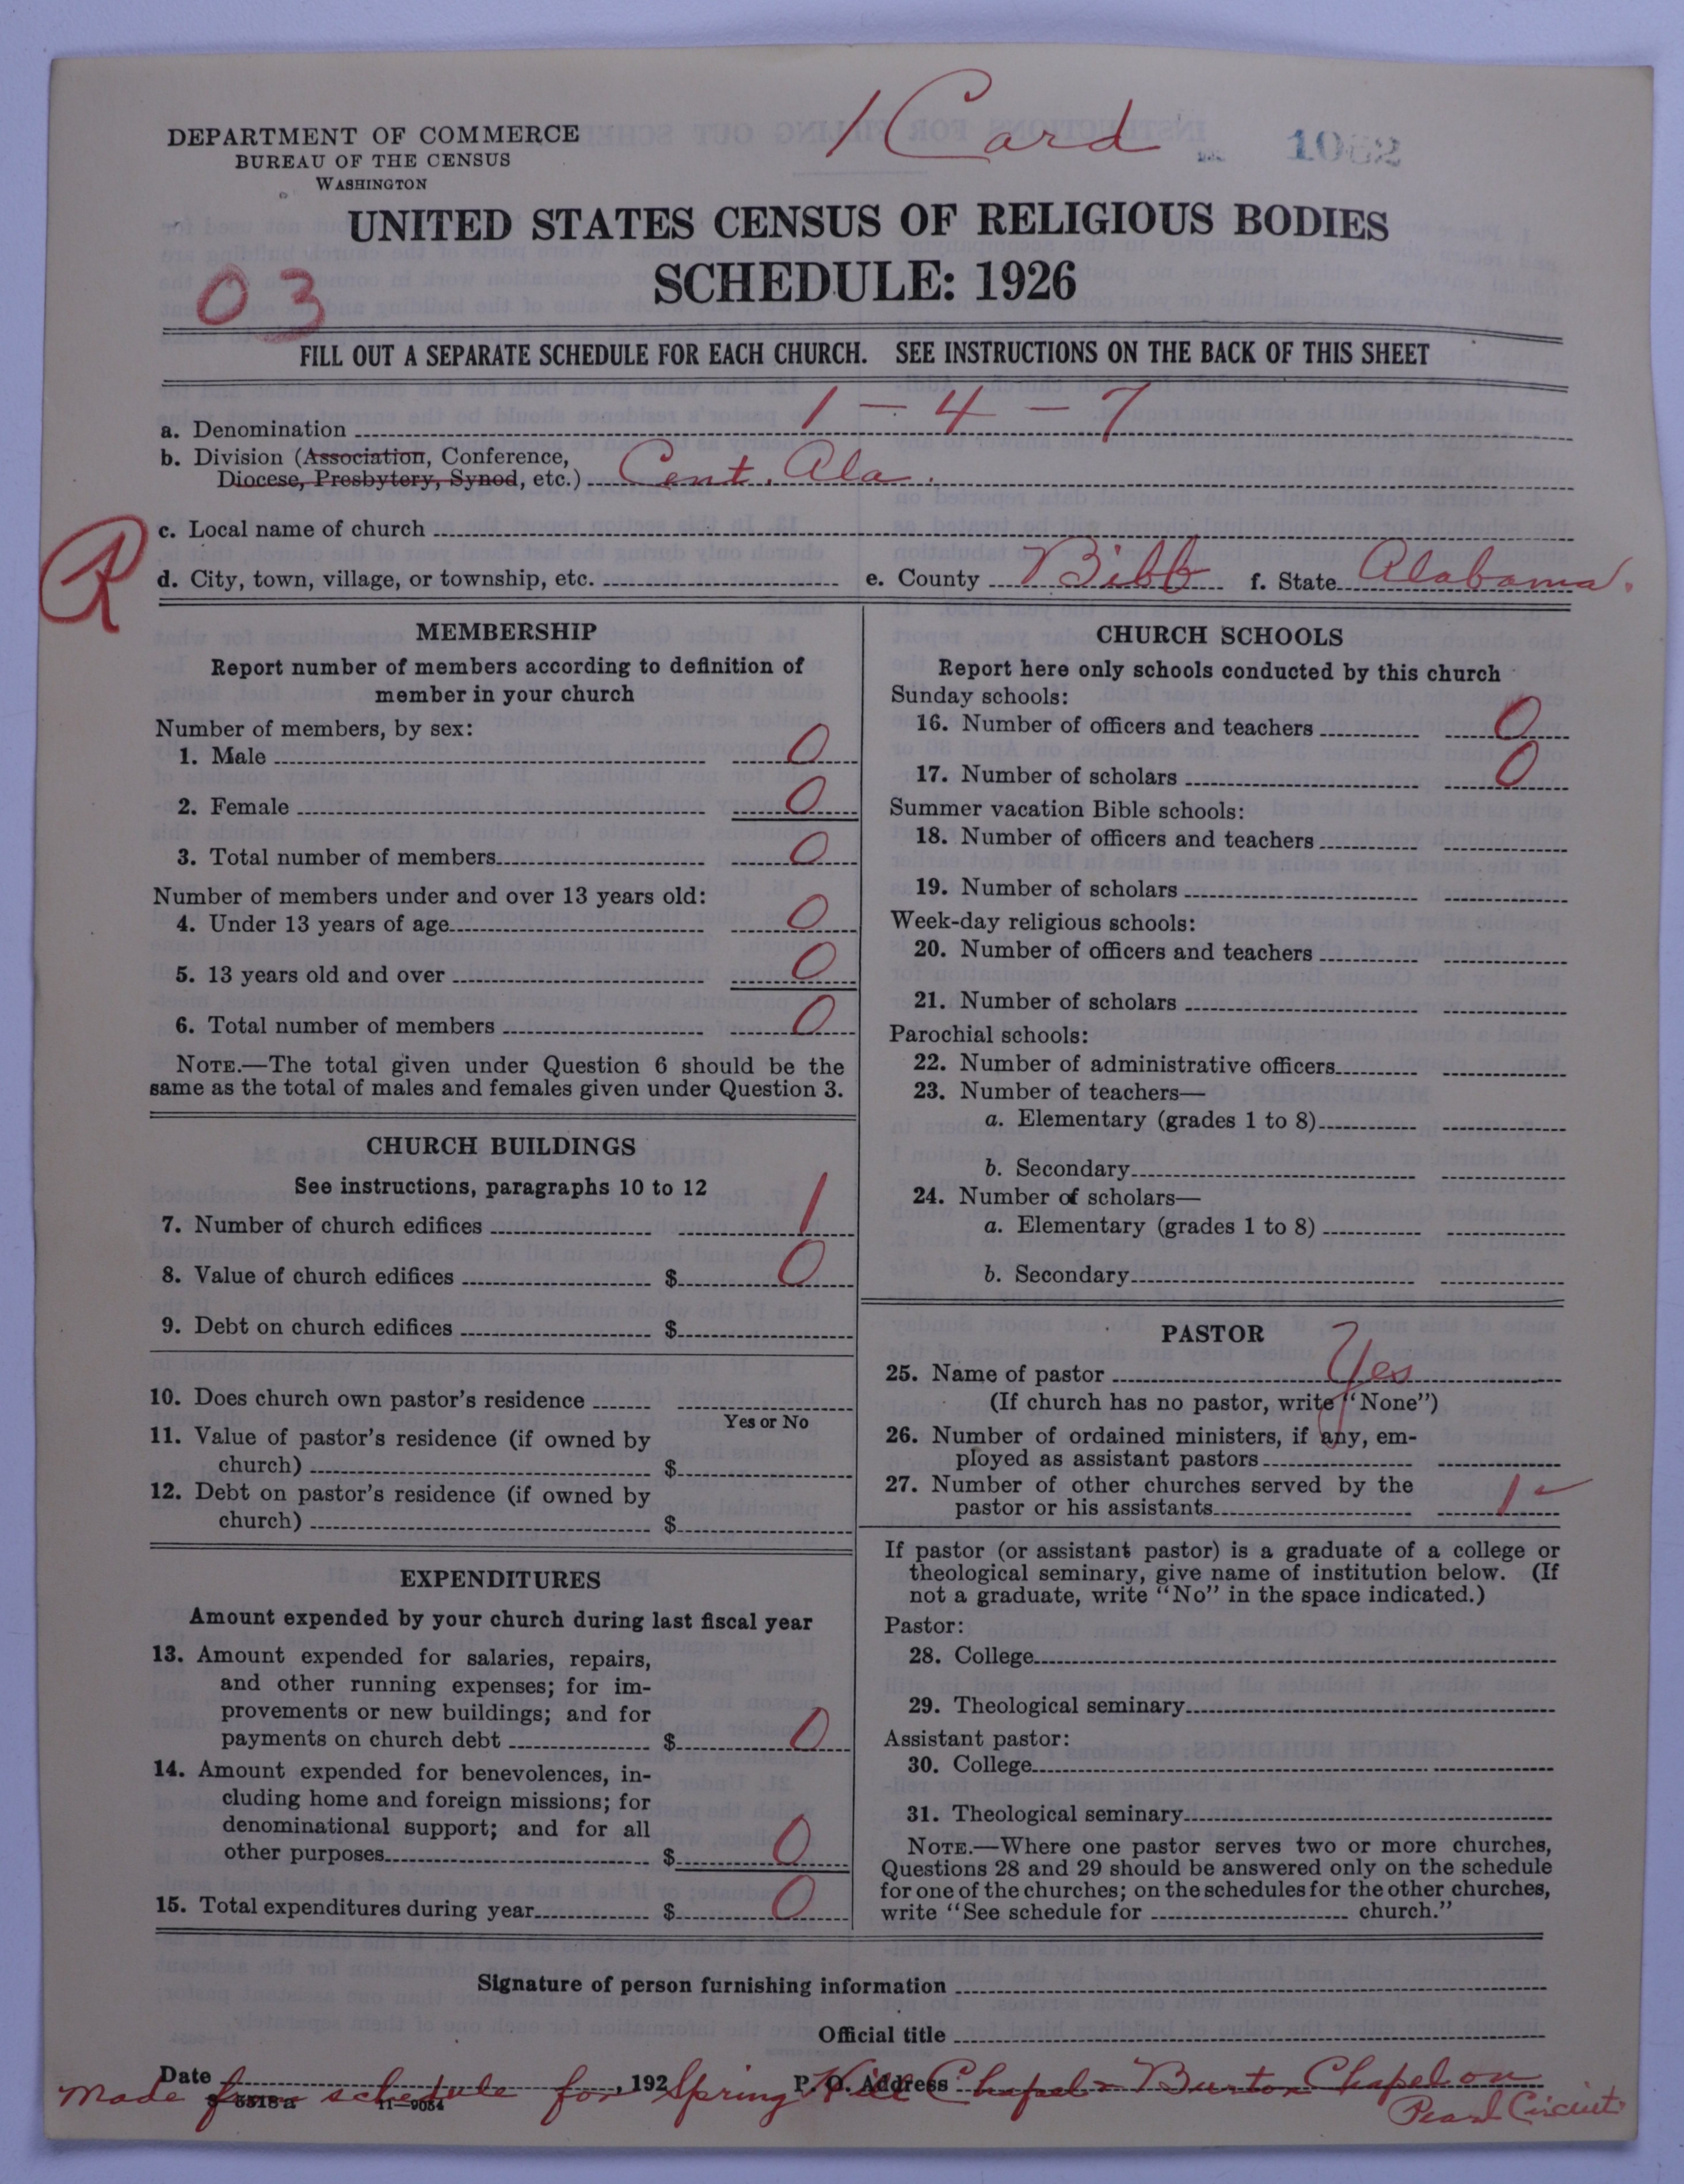 1 Card
1052
DEPARTMENT OF COMMERCE
BUREAU OF THE CENSUS
WASHINGTON
UNITED STATES CENSUS OF RELIGIOUS BODIES
SCHEDULE: 1926
03
FILL OUT A SEPARATE SCHEDULE FOR EACH CHURCH. SEE INSTRUCTIONS ON THE BACK OF THIS SHEET
a. Denomination 1-4-7
b. Division (Association, Conference,
Diocese, Presbytery, Synod, etc.) Cent. Ala.
R
c. Local name of church
d. City, town, village, or township, etc. e. County Bibb f. State Alabama.
MEMBERSHIP
Report number of members according to definition of
member in your church
Number of members, by sex:
1. Male 0
2. Female 0
3. Total number of members 0
Number of members under and over 13 years old:
4. Under 13 years of age 0
5. 13 years old and over 0
6. Total number of members 0
NOTE.—The total given under Question 6 should be the
same as the total of males and females given under Question 3.
CHURCH BUILDINGS
See instructions, paragraphs 10 to 12
7. Number of church edifices 1
8. Value of church edifices $ 0
9. Debt on church edifices $
10. Does church own pastor's residence
Yes or No
11. Value of pastor's residence (if owned by
church) $
12. Debt on pastor's residence (if owned by
church) $
EXPENDITURES
Amount expended by your church during last fiscal year
13. Amount expended for salaries, repairs,
and other running expenses; for im-
provements or new buildings; and for
payments on church debt $ 0
14. Amount expended for benevolences, in-
cluding home and foreign missions; for
denominational support; and for all
other purposes $ 0
15. Total expenditures during year $ 0
CHURCH SCHOOLS
Report here only schools conducted by this church
Sunday schools:
16. Number of officers and teachers 0
17. Number of scholars 0
Summer vacation Bible schools:
18. Number of officers and teachers
19. Number of scholars
Week-day religious schools:
20. Number of officers and teachers
21. Number of scholars
Parochial schools:
22. Number of administrative officers
23. Number of teachers—
a. Elementary (grades 1 to 8)
b. Secondary
24. Number of scholars—
a. Elementary (grades 1 to 8)
b. Secondary
PASTOR
25. Name of pastor Yes
(If church has no pastor, write "None")
26. Number of ordained ministers, if any, em-
ployed as assistant pastors
27. Number of other churches served by the
pastor or his assistants 1 ✓
If pastor (or assistant pastor) is a graduate of a college or
theological seminary, give name of institution below. (If
not a graduate, write "No" in the space indicated.)
Pastor:
28. College
29. Theological seminary
Assistant pastor:
30. College
31. Theological seminary
NOTE.—Where one pastor serves two or more churches,
Questions 28 and 29 should be answered only on the schedule
for one of the churches; on the schedules for the other churches,
write "See schedule for church."
Signature of person furnishing information
Official title
Date , 192 P. O. Address
Made from schedule for Spring Hill Chapel & Burton Chapel on
Pearl Circuit
8—5518a 11—9054